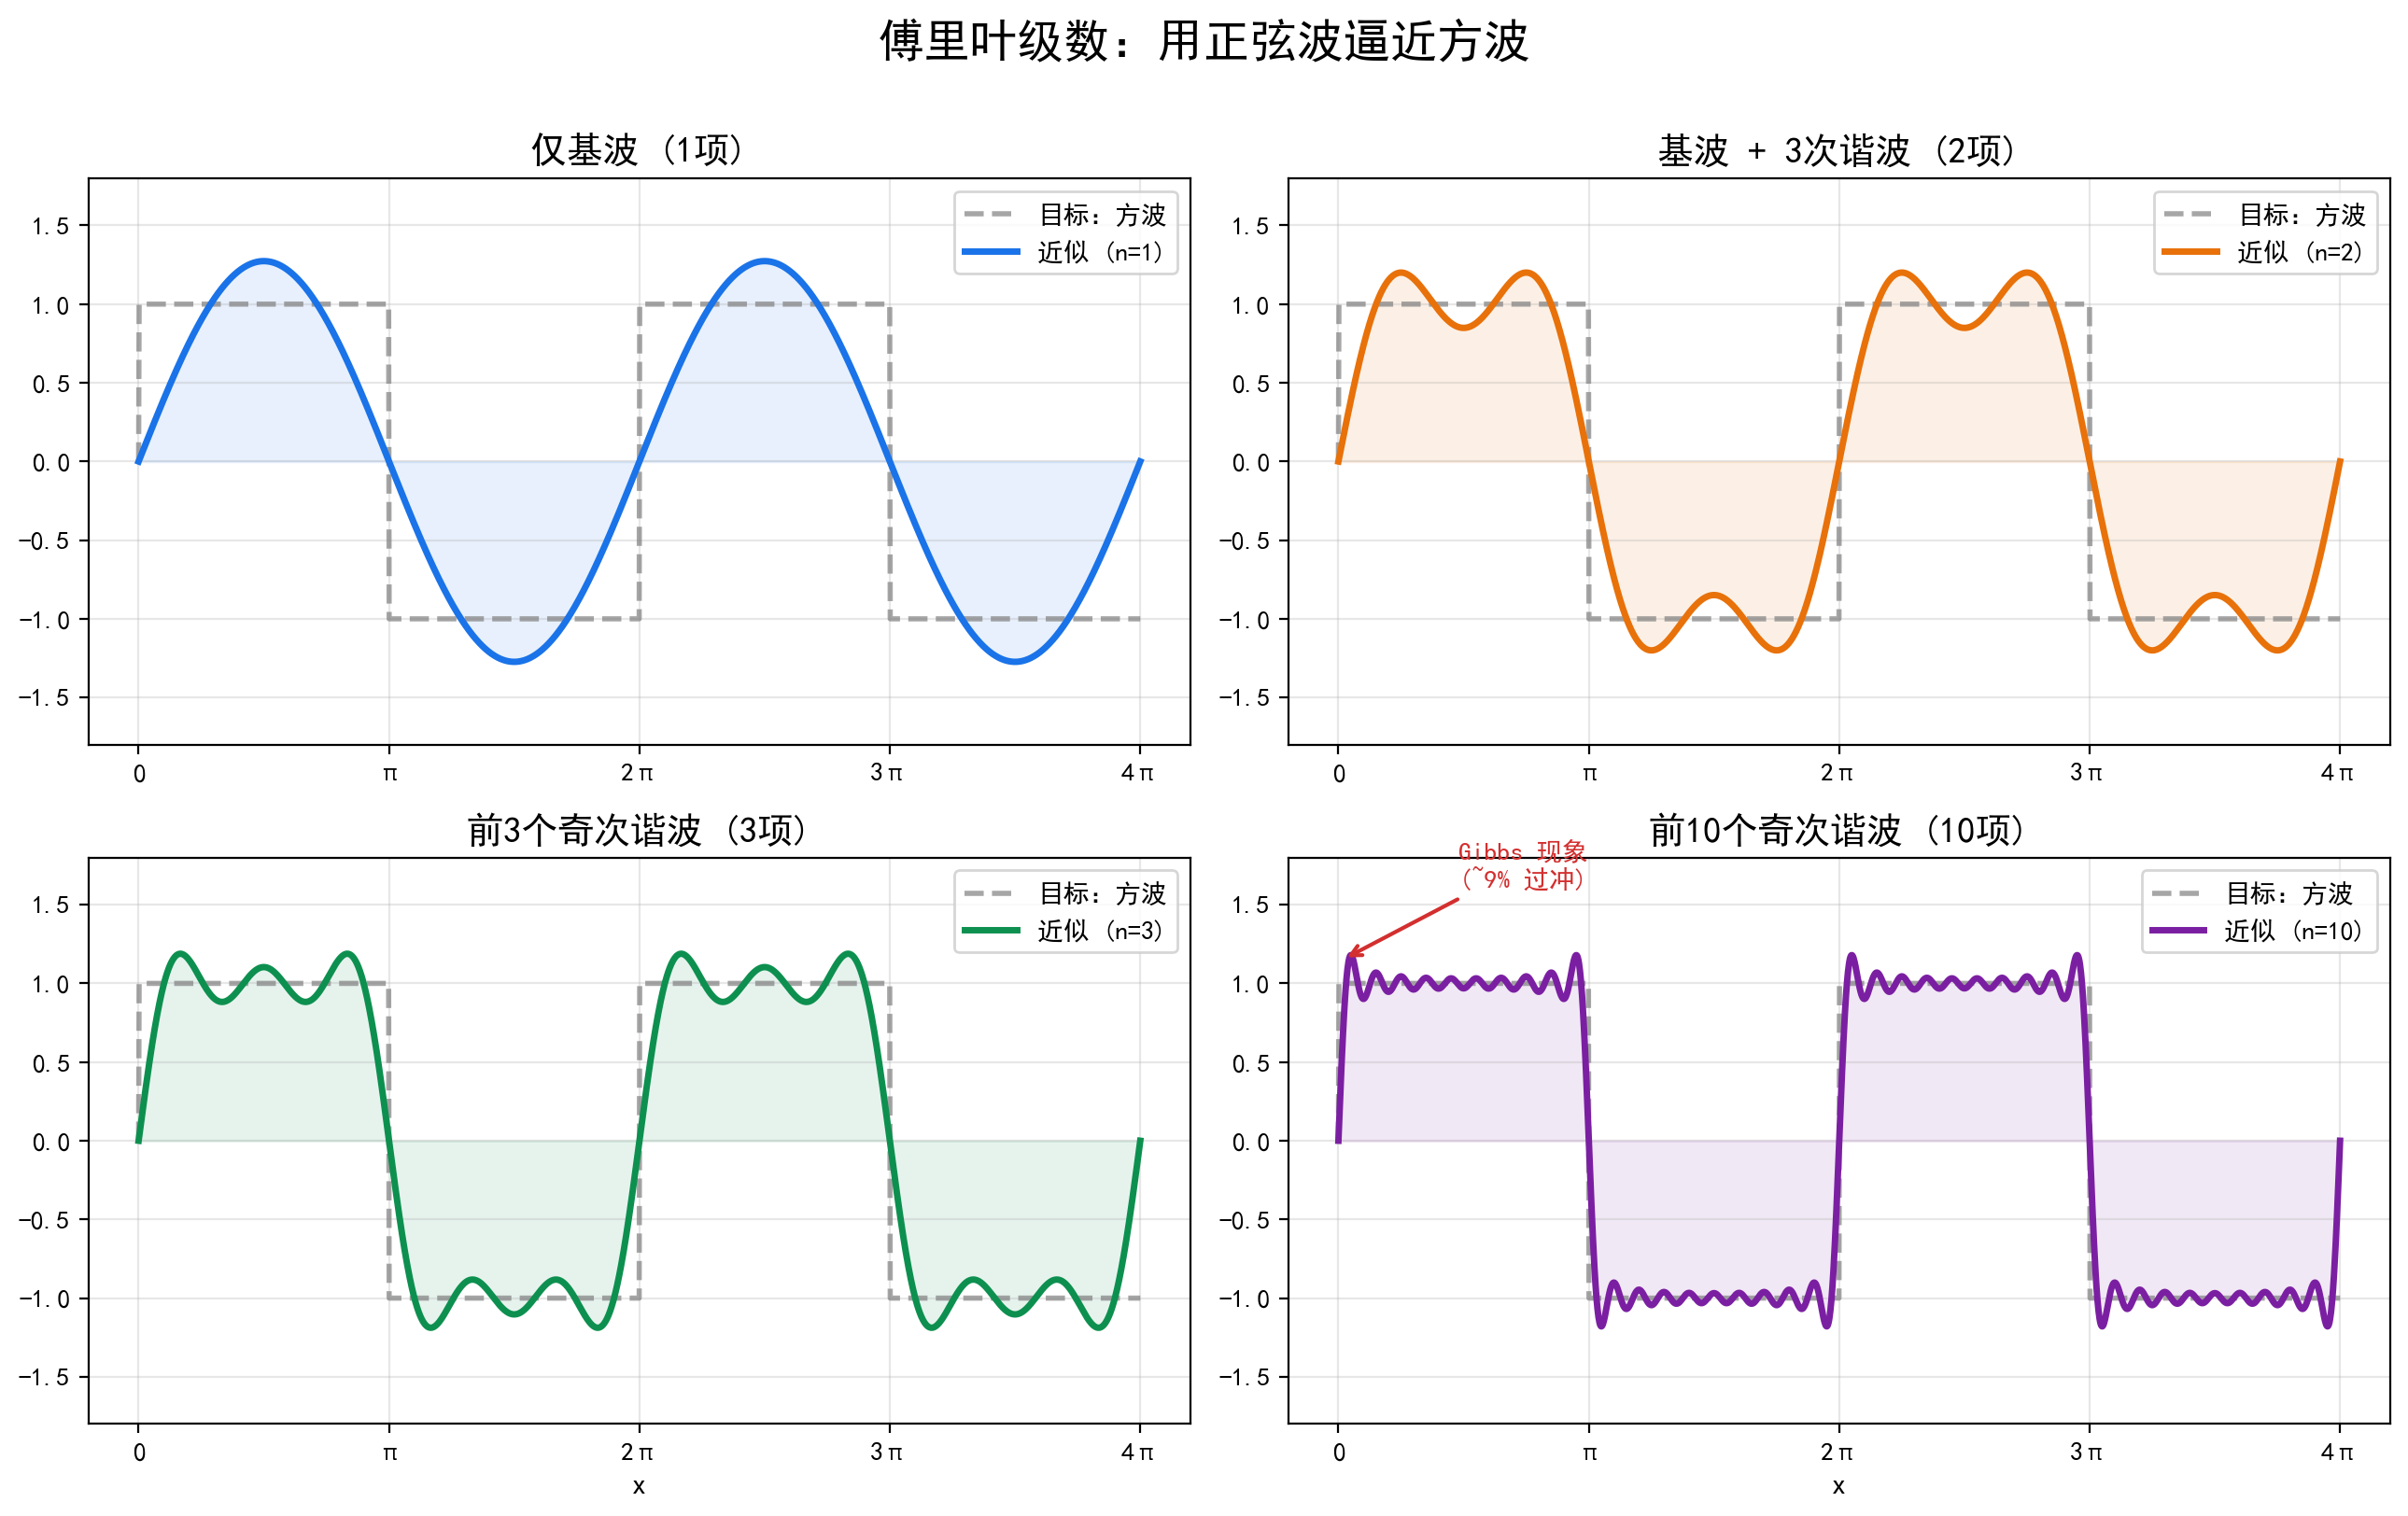 傅里叶级数：用正弦波逼近方波
仅基波 (1项)
目标：方波
近似 (n=1)
1.5
1.0
0.5
0.0
−0.5
−1.0
−1.5
0
π
2π
3π
4π
基波 + 3次谐波 (2项)
目标：方波
近似 (n=2)
1.5
1.0
0.5
0.0
−0.5
−1.0
−1.5
0
π
2π
3π
4π
前3个奇次谐波 (3项)
目标：方波
近似 (n=3)
1.5
1.0
0.5
0.0
−0.5
−1.0
−1.5
0
π
2π
3π
4π
x
前10个奇次谐波 (10项)
Gibbs 现象
(~9% 过冲)
目标：方波
近似 (n=10)
1.5
1.0
0.5
0.0
−0.5
−1.0
−1.5
0
π
2π
3π
4π
x